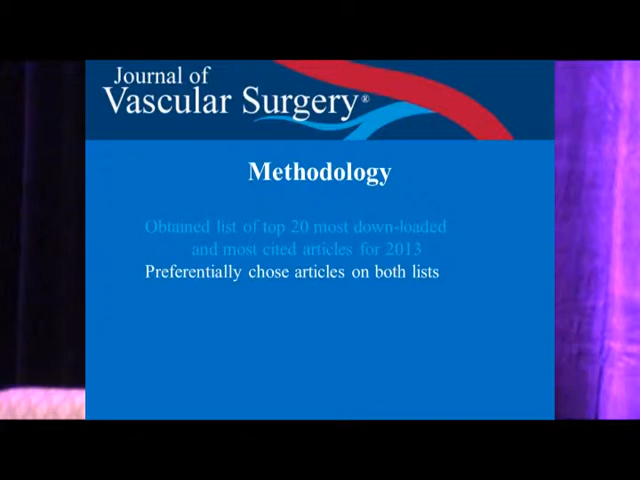 Journal of
Vascular Surgery®
Methodology
Obtained list of top 20 most down-loaded
and most cited articles for 2013
Preferentially chose articles on both lists